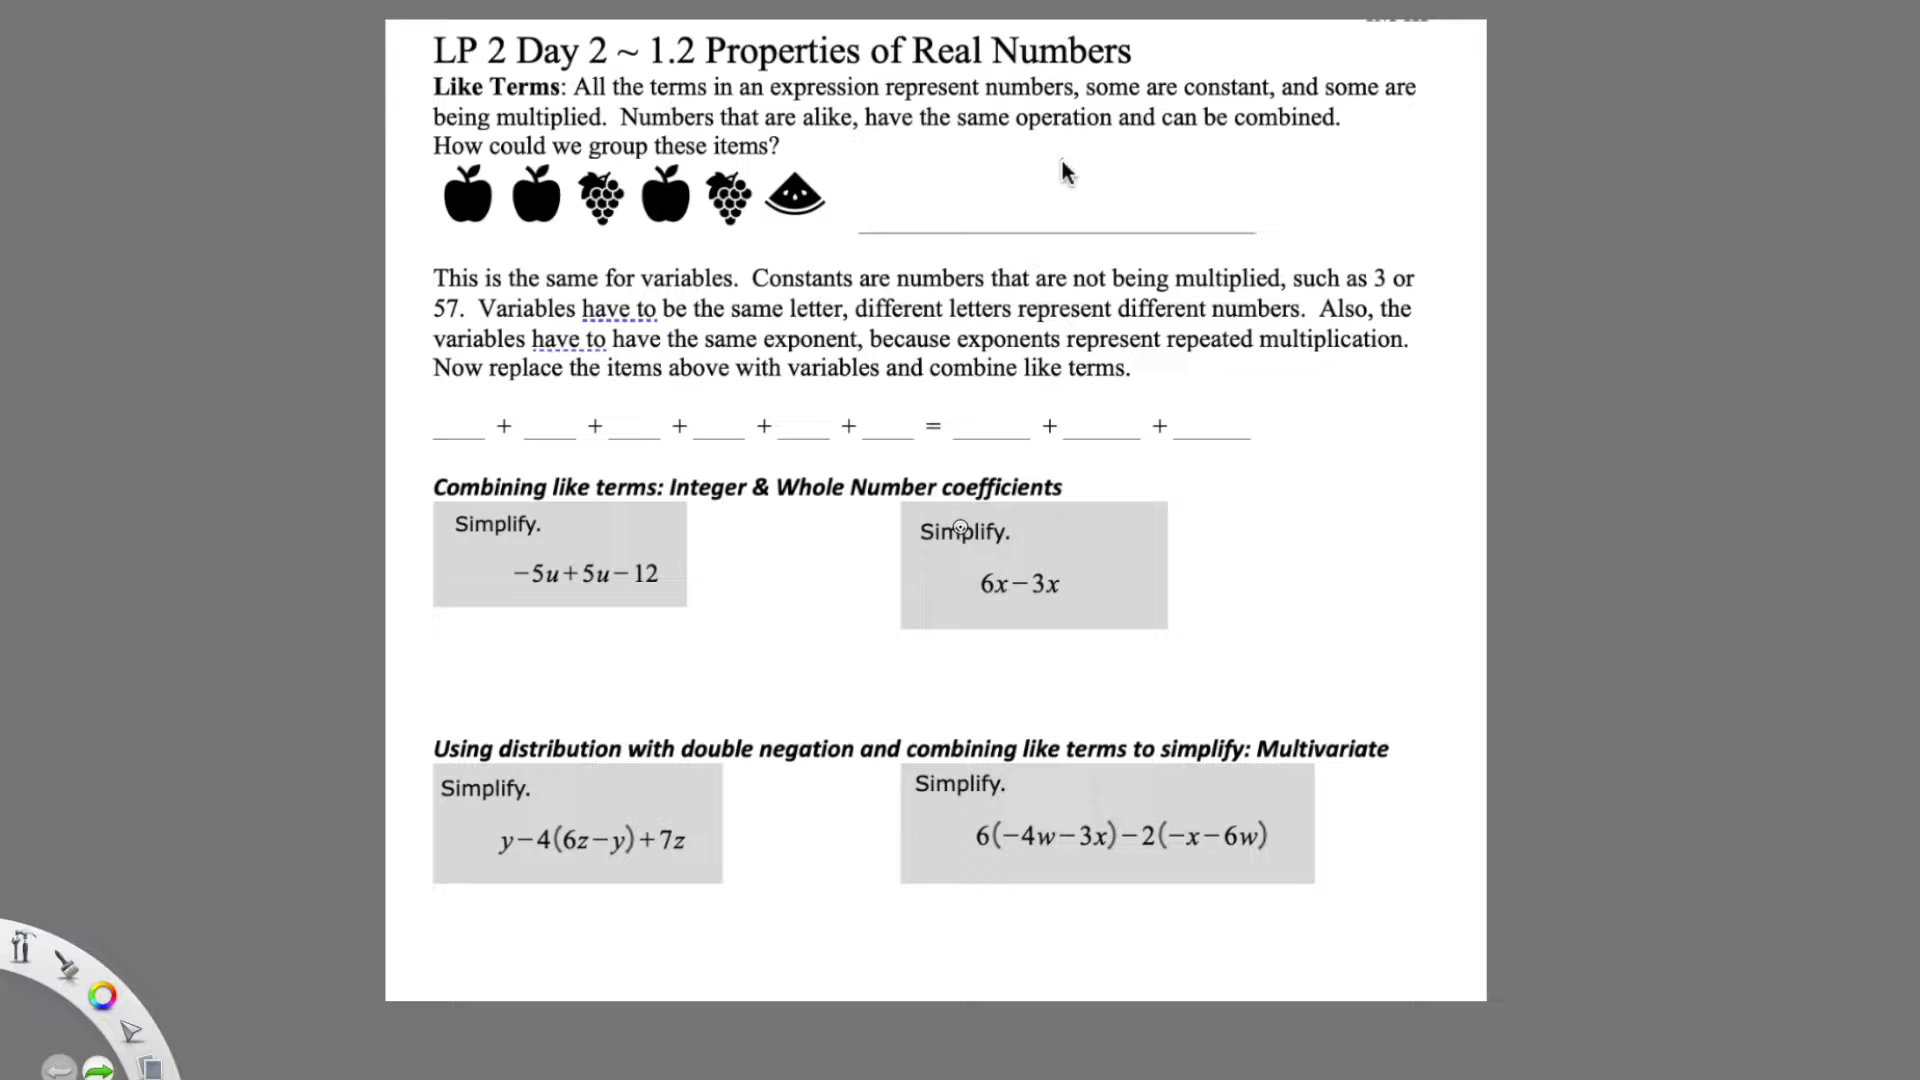 LP 2 Day 2 ~ 1.2 Properties of Real Numbers
Like Terms: All the terms in an expression represent numbers, some are constant, and some are
being multiplied.  Numbers that are alike, have the same operation and can be combined.
How could we group these items?
This is the same for variables.  Constants are numbers that are not being multiplied, such as 3 or
57.  Variables have to be the same letter, different letters represent different numbers.  Also, the
variables have to have the same exponent, because exponents represent repeated multiplication.
Now replace the items above with variables and combine like terms.
____ + ____ + ____ + ____ + ____ + ____ = ______ + ______ + ______
Combining like terms: Integer & Whole Number coefficients
Simplify.
−5u+5u−12
Simplify.
6x−3x
Using distribution with double negation and combining like terms to simplify: Multivariate
Simplify.
y−4(6z−y)+7z
Simplify.
6(−4w−3x)−2(−x−6w)